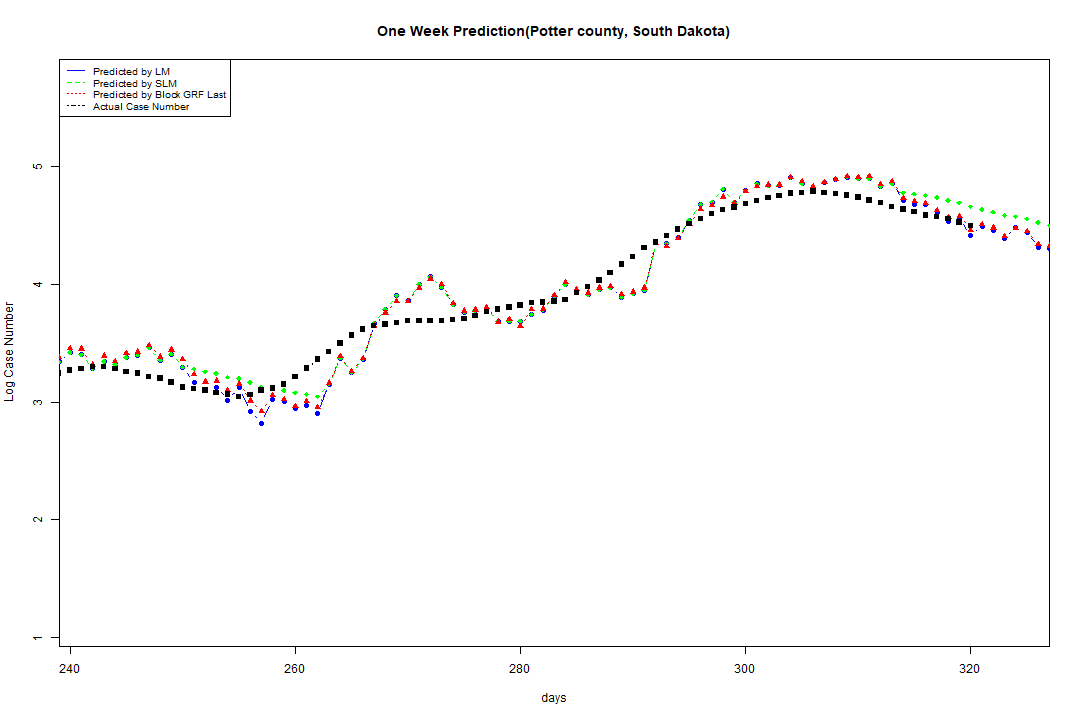 One Week Prediction(Potter county, South Dakota)
Predicted by LM
Predicted by SLM
Predicted by Block GRF Last
Actual Case Number
5
4
3
2
1
Log Case Number
240 260 280 300 320
days